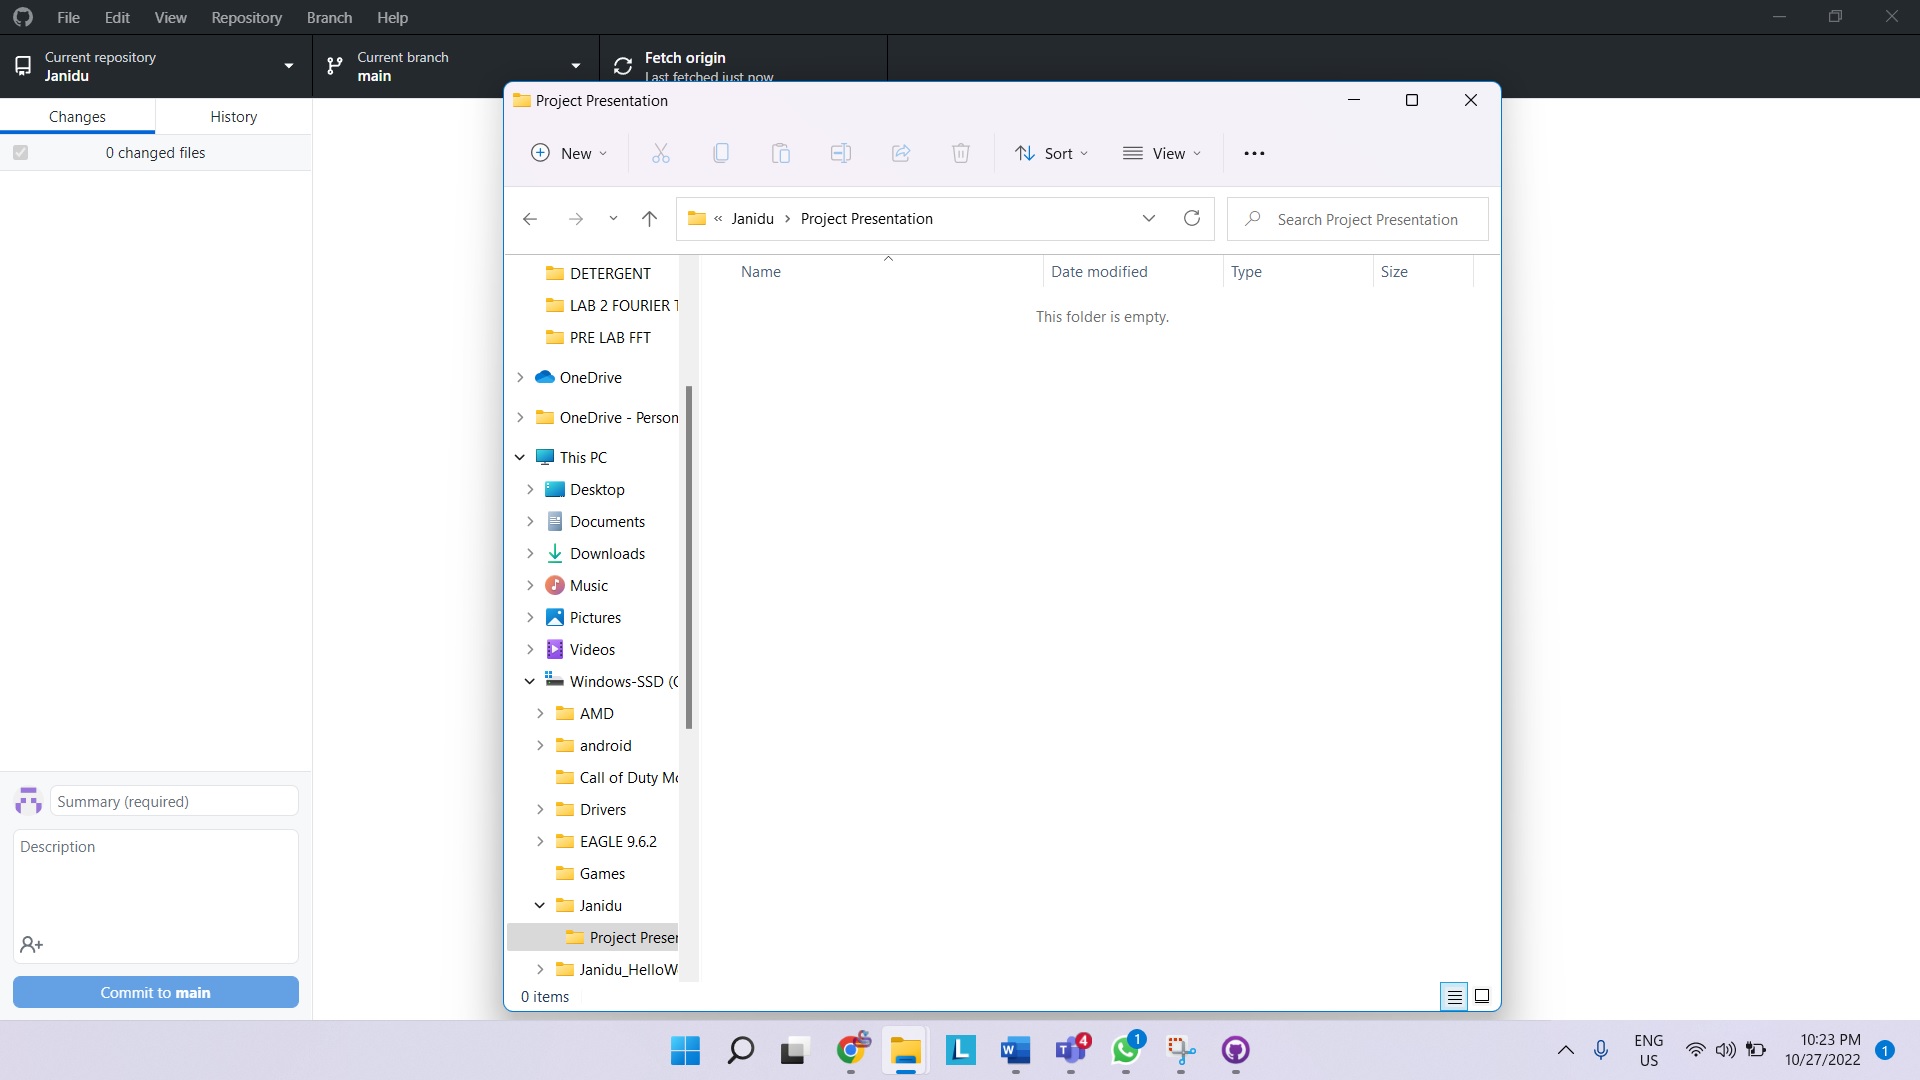 File Edit View Repository Branch Help
Current repository
Janidu
Current branch
main
Fetch origin
Last fetched just now
Changes History
0 changed files
Summary (required)
Description
Commit to main
Project Presentation
New Sort View
« Janidu > Project Presentation
Search Project Presentation
Name Date modified Type Size
This folder is empty.
DETERGENT
LAB 2 FOURIER T
PRE LAB FFT
OneDrive
OneDrive - Person
This PC
Desktop
Documents
Downloads
Music
Pictures
Videos
Windows-SSD (C
AMD
android
Call of Duty Mo
Drivers
EAGLE 9.6.2
Games
Janidu
Project Presen
Janidu_HelloW
0 items
L W T 4 1
ENG
US
10:23 PM
10/27/2022
1